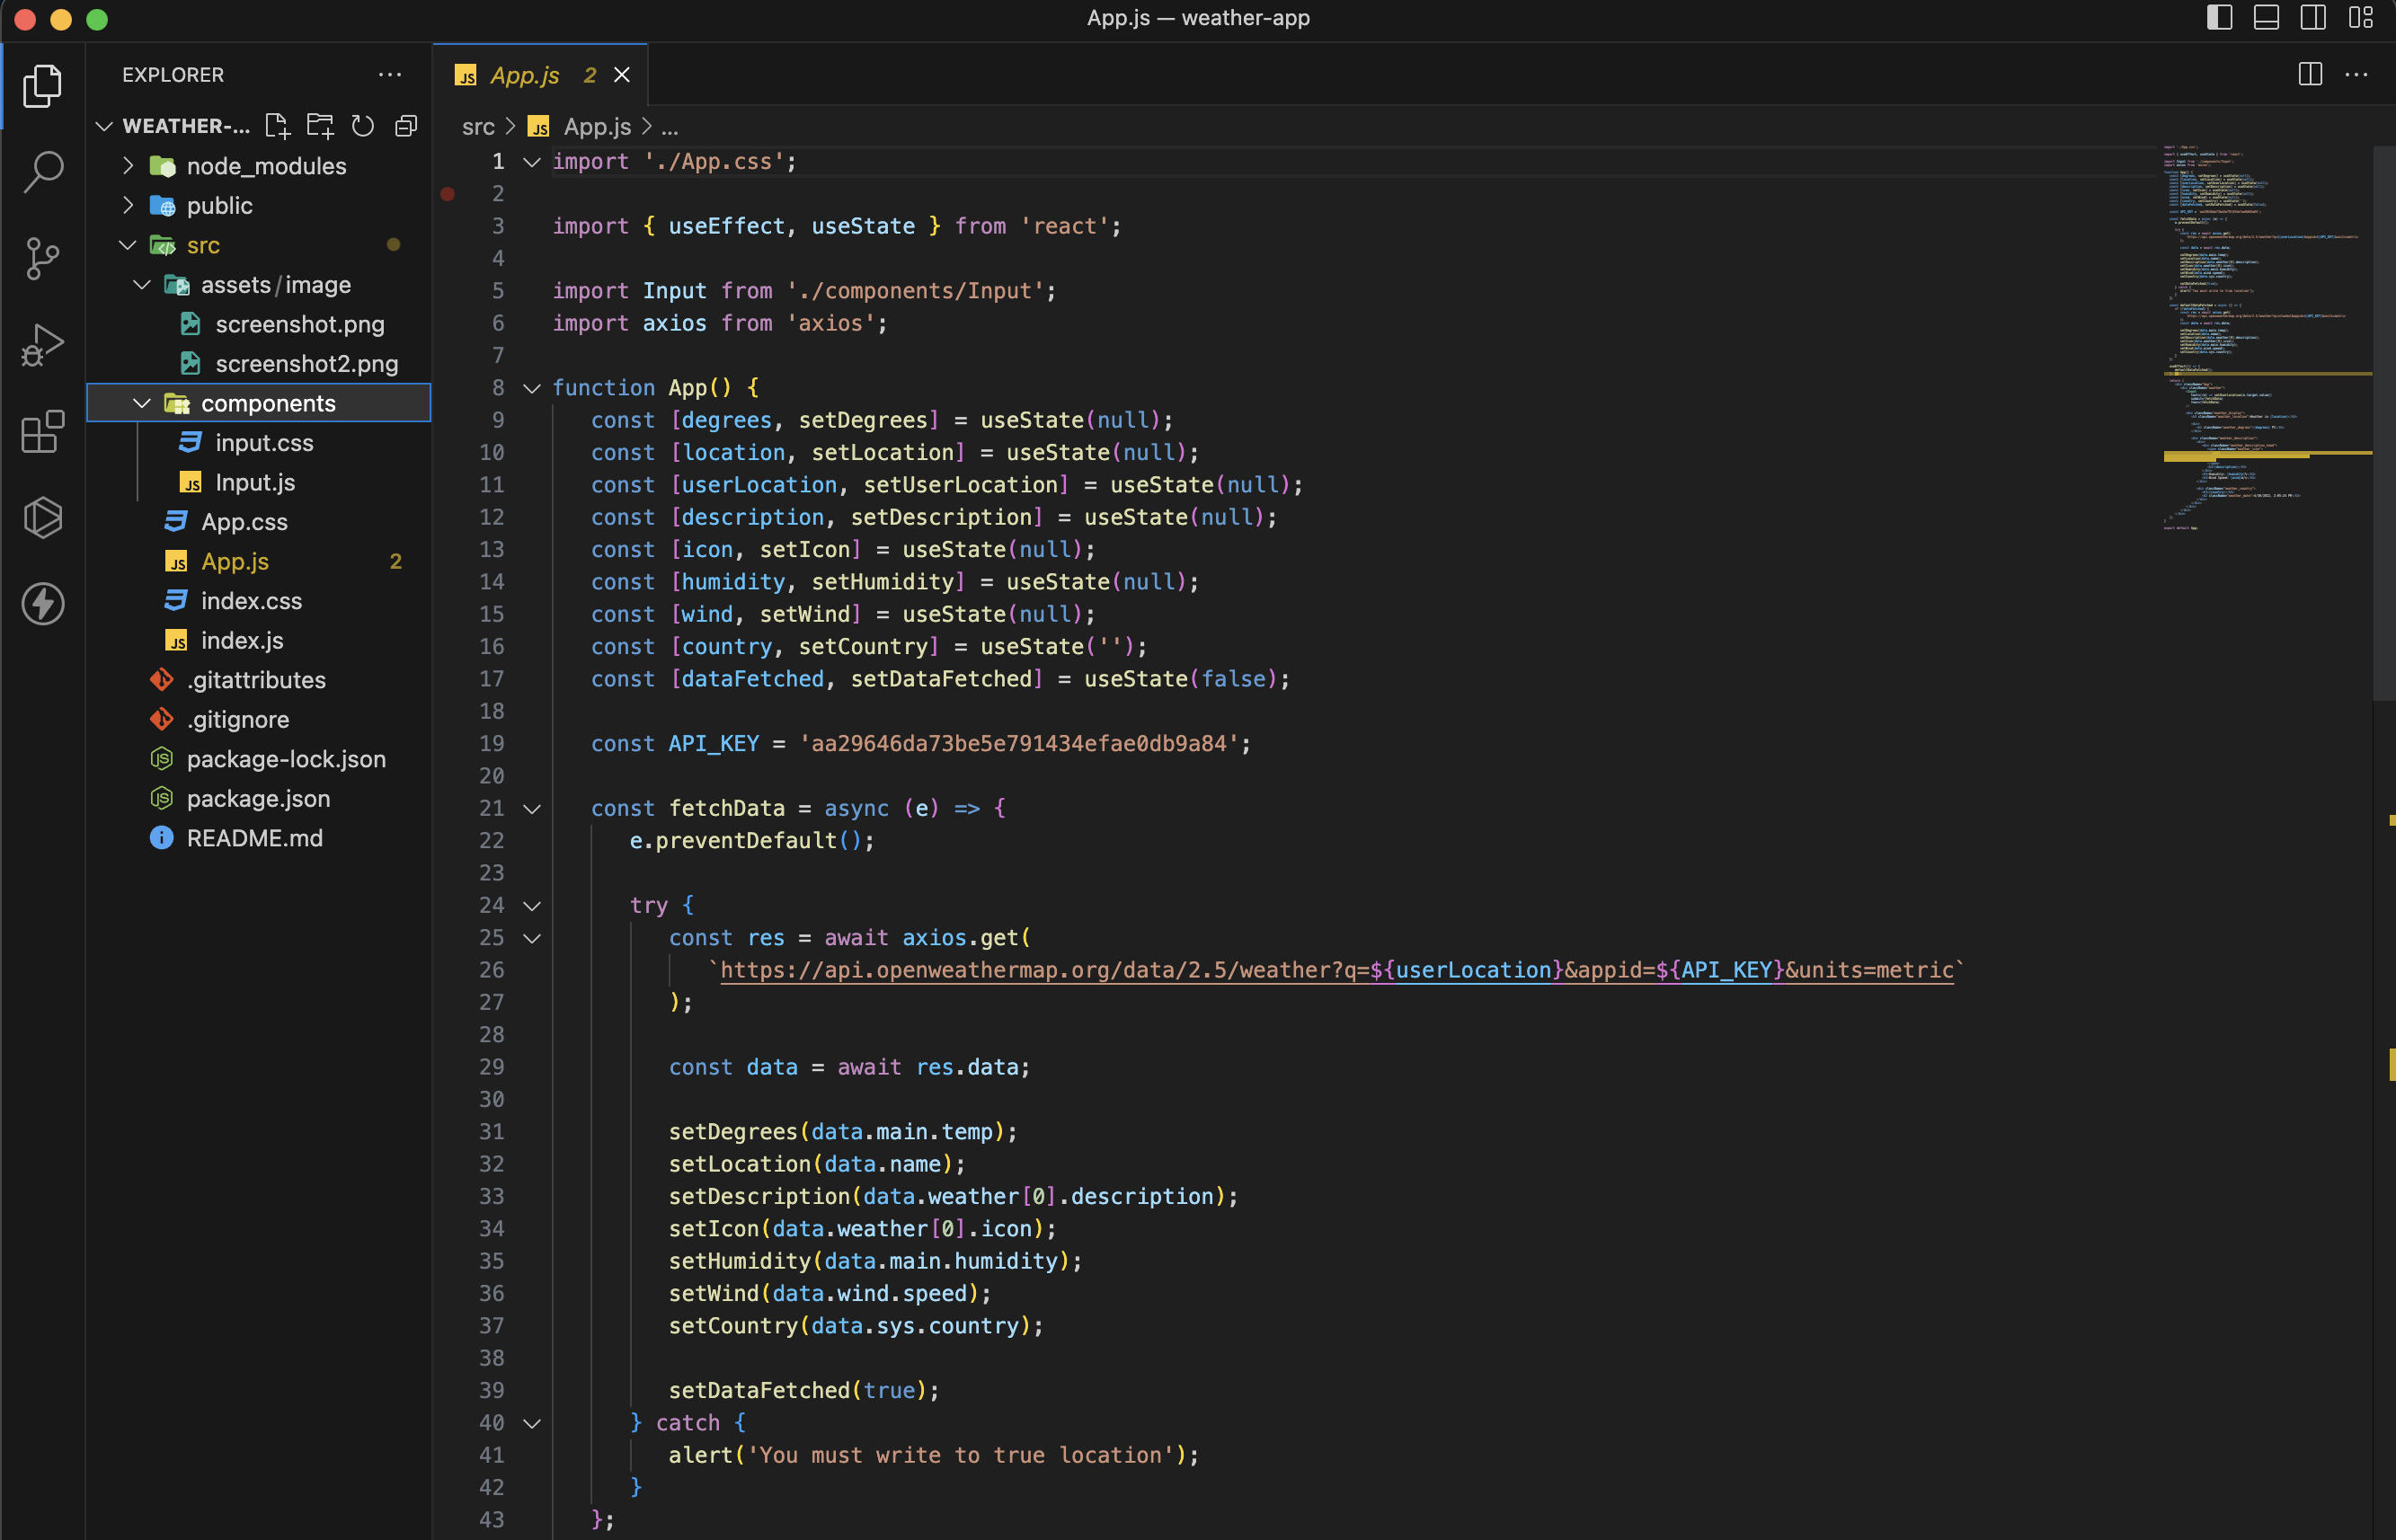 App.js — weather-app
EXPLORER
App.js 2
WEATHER-...
src > App.js > ...
node_modules
public
src
assets/image
screenshot.png
screenshot2.png
components
input.css
Input.js
App.css
App.js 2
index.css
index.js
.gitattributes
.gitignore
package-lock.json
package.json
README.md
1 import './App.css';
2
3 import { useEffect, useState } from 'react';
4
5 import Input from './components/Input';
6 import axios from 'axios';
7
8 function App() {
9 const [degrees, setDegrees] = useState(null);
10 const [location, setLocation] = useState(null);
11 const [userLocation, setUserLocation] = useState(null);
12 const [description, setDescription] = useState(null);
13 const [icon, setIcon] = useState(null);
14 const [humidity, setHumidity] = useState(null);
15 const [wind, setWind] = useState(null);
16 const [country, setCountry] = useState('');
17 const [dataFetched, setDataFetched] = useState(false);
18
19 const API_KEY = 'aa29646da73be5e791434efae0db9a84';
20
21 const fetchData = async (e) => {
22 e.preventDefault();
23
24 try {
25 const res = await axios.get(
26 `https://api.openweathermap.org/data/2.5/weather?q=${userLocation}&appid=${API_KEY}&units=metric`
27 );
28
29 const data = await res.data;
30
31 setDegrees(data.main.temp);
32 setLocation(data.name);
33 setDescription(data.weather[0].description);
34 setIcon(data.weather[0].icon);
35 setHumidity(data.main.humidity);
36 setWind(data.wind.speed);
37 setCountry(data.sys.country);
38
39 setDataFetched(true);
40 } catch {
41 alert('You must write to true location');
42 }
43 };